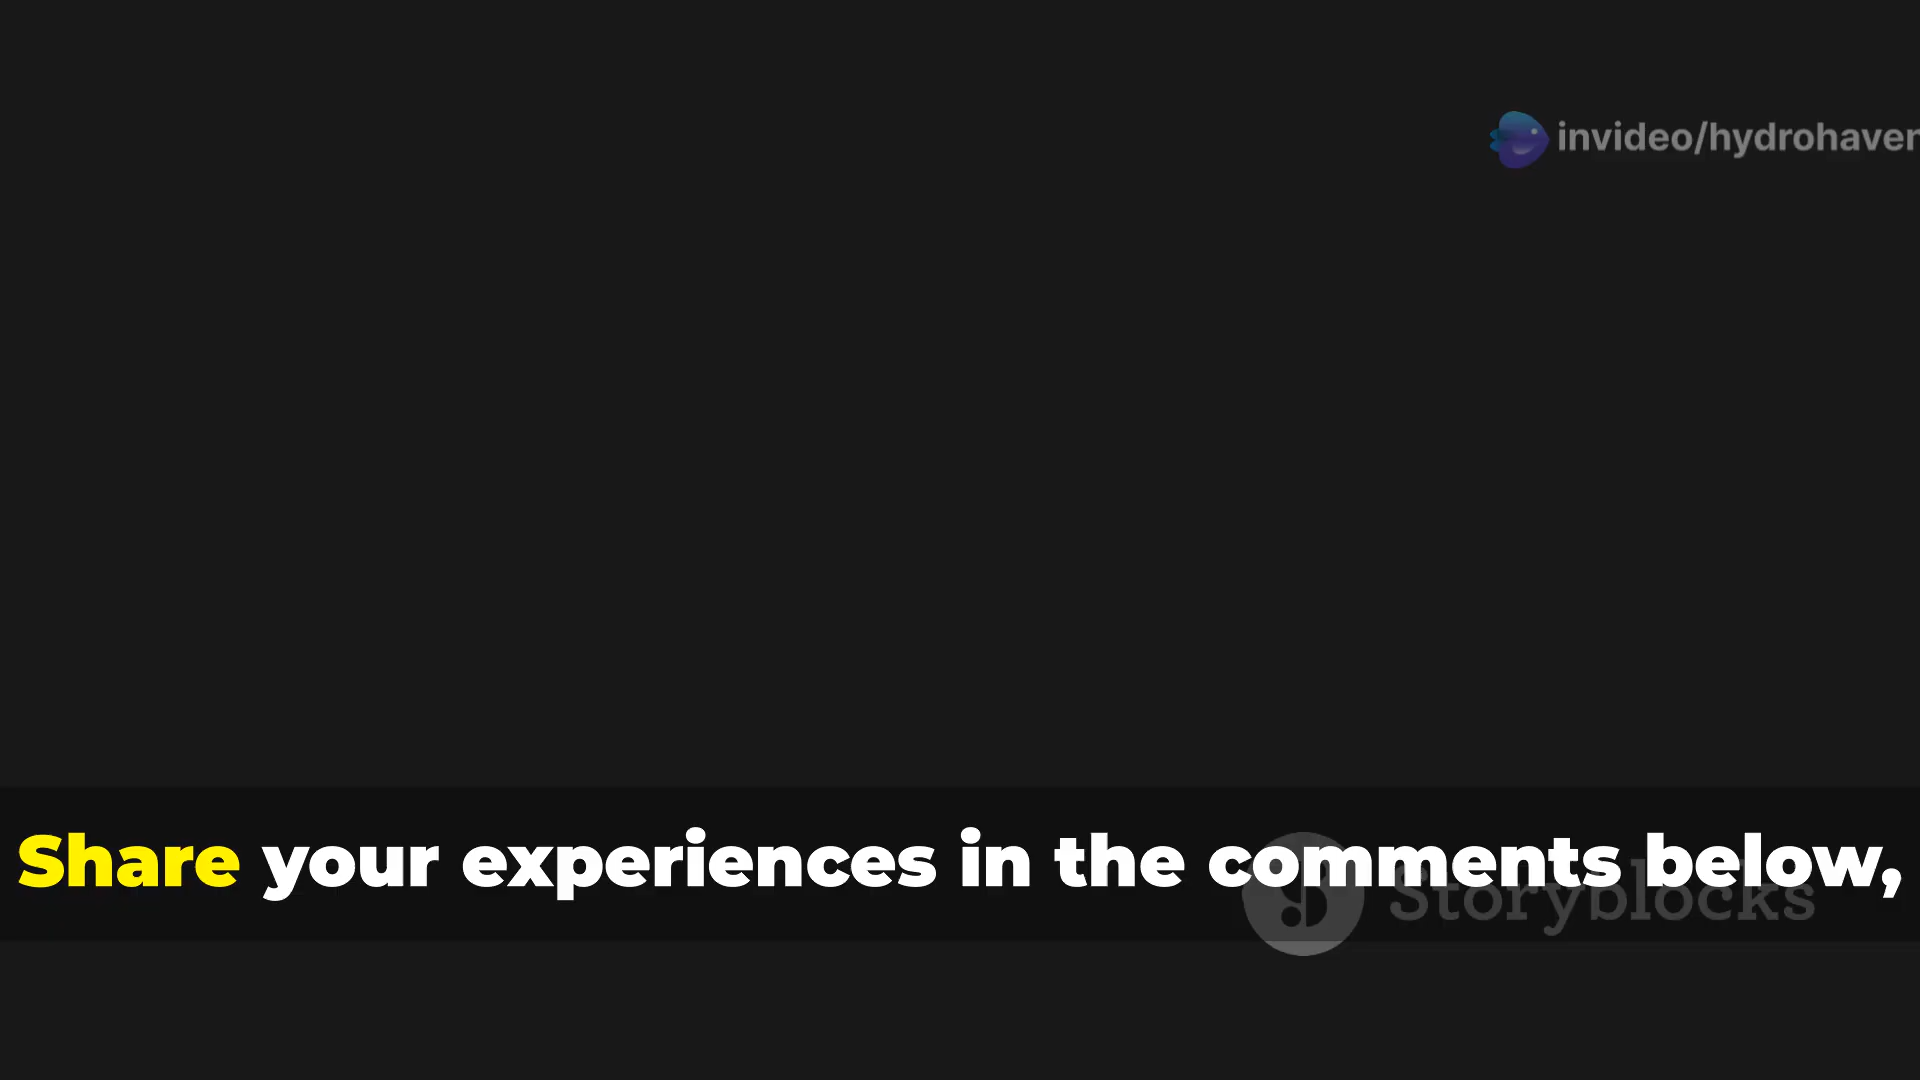 invideo/hydrohaven
Share your experiences in the comments below,
Storyblocks